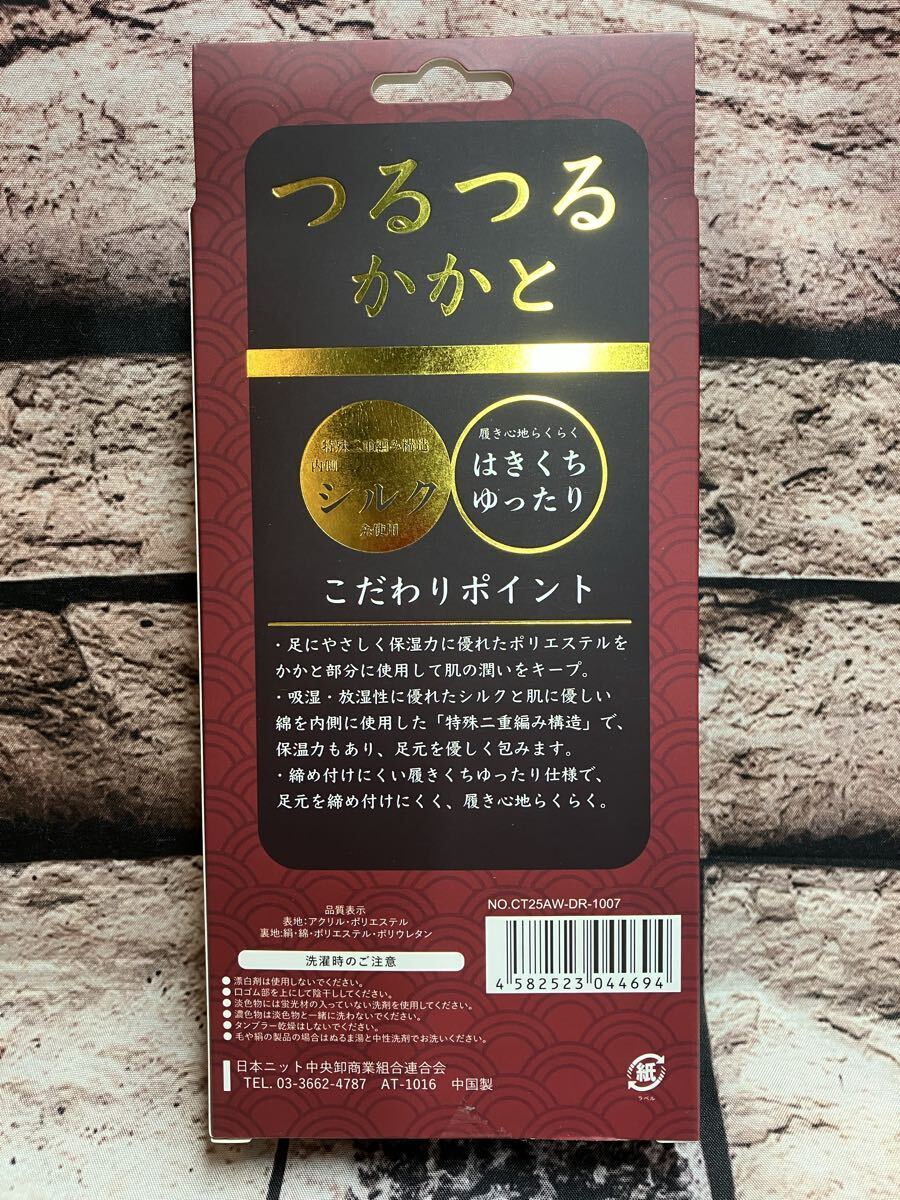 つるつる
かかと
特殊二重編み構造
内側
シルク
糸使用
履き心地らくらく
はきくち
ゆったり
こだわりポイント
・足にやさしく保湿力に優れたポリエステルを
かかと部分に使用して肌の潤いをキープ。
・吸湿・放湿性に優れたシルクと肌に優しい
綿を内側に使用した「特殊二重編み構造」で、
保温力もあり、足元を優しく包みます。
・締め付けにくい履きくちゆったり仕様で、
足元を締め付けにくく、履き心地らくらく。
品質表示
表地:アクリル・ポリエステル
裏地:絹・綿・ポリエステル・ポリウレタン
洗濯時のご注意
●漂白剤は使用しないでください。
●口ゴム部を上にして陰干ししてください。
●淡色物には蛍光材の入っていない洗剤を使用してください。
●濃色物は淡色物と一緒に洗わないでください。
●タンブラー乾燥はしないでください。
●毛や絹の製品の場合はぬるま湯と中性洗剤でお洗いください。
日本ニット中央卸商業組合連合会
TEL. 03-3662-4787 AT-1016 中国製
NO.CT25AW-DR-1007
4 582523 044694
紙
ラベル